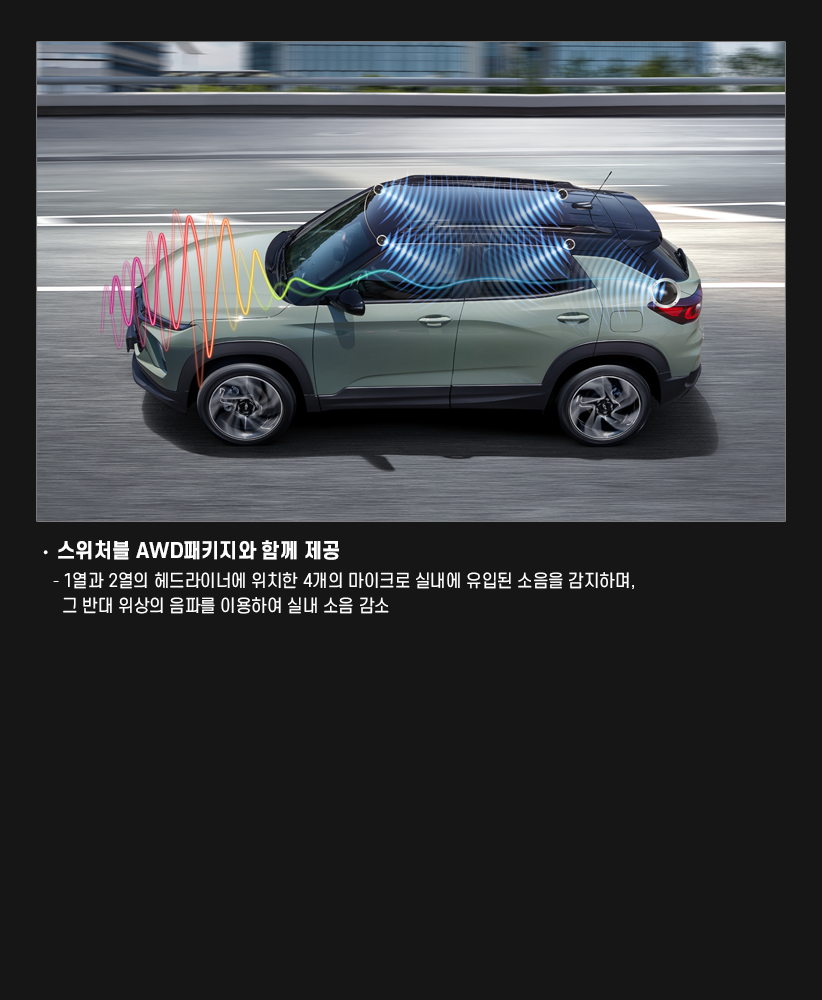 · 스위처블 AWD패키지와 함께 제공
- 1열과 2열의 헤드라이너에 위치한 4개의 마이크로 실내에 유입된 소음을 감지하며,
그 반대 위상의 음파를 이용하여 실내 소음 감소